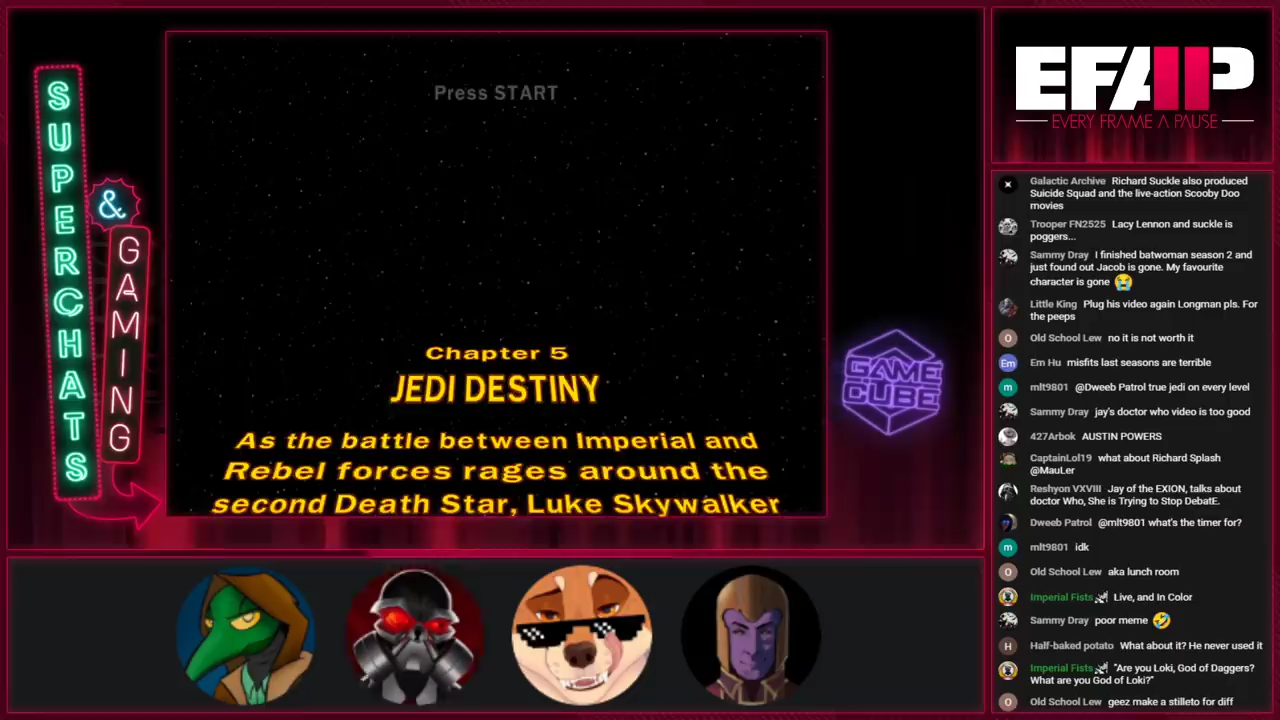 SUPERCHATS
&
GAMING
Press START
Chapter 5
JEDI DESTINY
As the battle between Imperial and
Rebel forces rages around the
second Death Star, Luke Skywalker
GAME
CUBE
EFAP
EVERY FRAME A PAUSE
Galactic Archive Richard Suckle also produced
Suicide Squad and the live-action Scooby Doo
movies
Trooper FN2525 Lacy Lennon and suckle is
poggers...
Sammy Dray I finished batwoman season 2 and
just found out Jacob is gone. My favourite
character is gone 😭
Little King Plug his video again Longman pls. For
the peeps
O Old School Lew no it is not worth it
Em Em Hu misfits last seasons are terrible
m mlt9801 @Dweeb Patrol true jedi on every level
Sammy Dray jay's doctor who video is too good
427Arbok AUSTIN POWERS
CaptainLol19 what about Richard Splash
@MauLer
Reshyon VXVIII Jay of the EXION, talks about
doctor Who, She is Trying to Stop DebatE.
Dweeb Patrol @mlt9801 what's the timer for?
m mlt9801 idk
O Old School Lew aka lunch room
Imperial Fists Live, and In Color
Sammy Dray poor meme 🤣
H Half-baked potato What about it? He never used it
Imperial Fists "Are you Loki, God of Daggers?
What are you God of Loki?"
O Old School Lew geez make a stilleto for diff